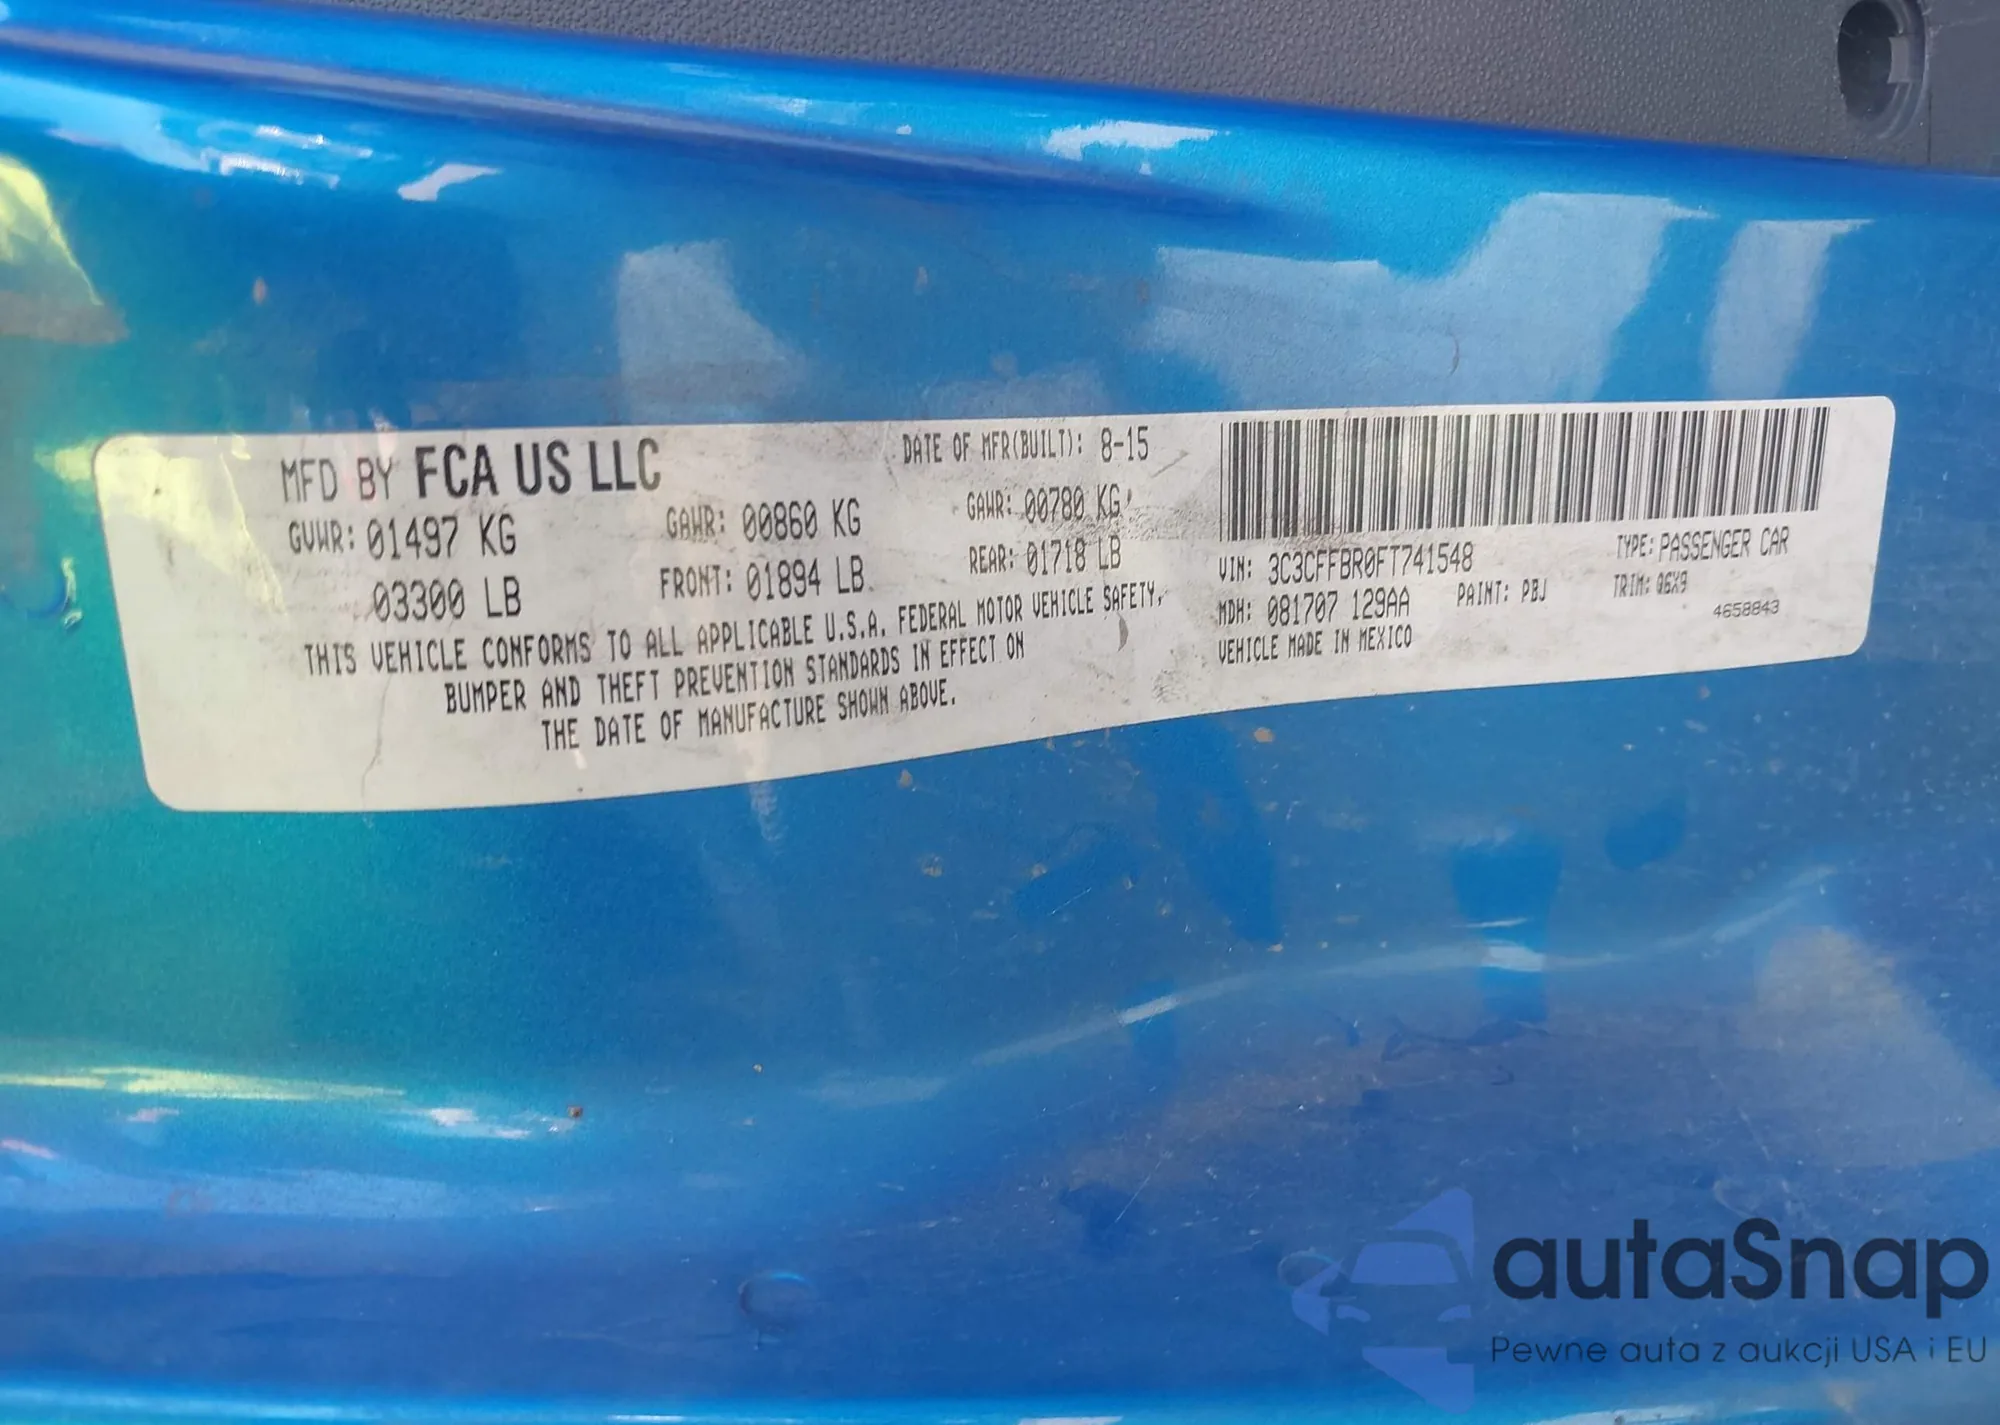 MFD BY FCA US LLC
DATE OF MFR(BUILT): 8-15
GVWR: 01497 KG
GAWR: 00860 KG
GAWR: 00780 KG
03300 LB
FRONT: 01894 LB
REAR: 01718 LB
THIS VEHICLE CONFORMS TO ALL APPLICABLE U.S.A. FEDERAL MOTOR VEHICLE SAFETY,
BUMPER AND THEFT PREVENTION STANDARDS IN EFFECT ON
THE DATE OF MANUFACTURE SHOWN ABOVE.
VIN: 3C3CFFBR0FT741548
TYPE: PASSENGER CAR
MDH: 081707 129AA
PAINT: PBJ
TRIM: Q6X9
VEHICLE MADE IN MEXICO
4658843
autaSnap
Pewne auta z aukcji USA i EU